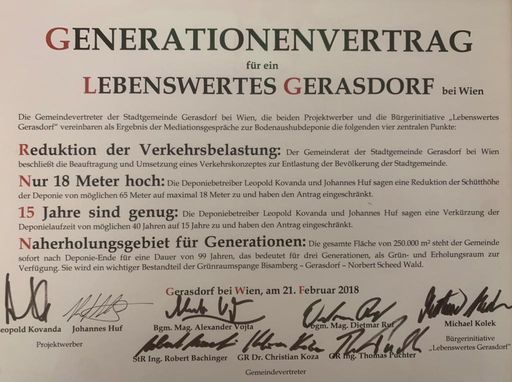 GENERATIONENVERTRAG
für ein
LEBENSWERTES GERASDORF bei Wien
Die Gemeindevertreter der Stadtgemeinde Gerasdorf bei Wien, die beiden Projektwerber und die Bürgerinitiative „Lebenswertes
Gerasdorf" vereinbaren als Ergebnis der Mediationsgespräche zur Bodenaushubdeponie die folgenden vier zentralen Punkte:
Reduktion der Verkehrsbelastung: Der Gemeinderat der Stadtgemeinde Gerasdorf bei Wien
beschließt die Beauftragung und Umsetzung eines Verkehrskonzeptes zur Entlastung der Bevölkerung der Stadtgemeinde.
Nur 18 Meter hoch: Die Deponiebetreiber Leopold Kovanda und Johannes Huf sagen eine Reduktion der Schütthöhe
der Deponie von möglichen 65 Meter auf maximal 18 Meter zu und haben den Antrag eingeschränkt.
15 Jahre sind genug: Die Deponiebetreiber Leopold Kovanda und Johannes Huf sagen eine Verkürzung der
Deponielaufzeit von möglichen 40 Jahren auf 15 Jahre zu und haben den Antrag eingeschränkt.
Naherholungsgebiet für Generationen: Die gesamte Fläche von 250.000 m² steht der Gemeinde
sofort nach Deponie-Ende für eine Dauer von 99 Jahren, das bedeutet für drei Generationen, als Grün- und Erholungsraum zur
Verfügung. Sie wird ein wichtiger Bestandteil der Grünraumspange Bisamberg – Gerasdorf – Norbert Scheed Wald.
Gerasdorf bei Wien, am 21. Februar 2018
Leopold Kovanda Johannes Huf Bgm. Mag. Alexander Vojta Vbgm. Mag. Dietmar Ruf Michael Kolek
Projektwerber Bürgerinitiative
„Lebenswertes Gerasdorf"
StR Ing. Robert Bachinger GR Dr. Christian Koza GR Ing. Thomas Puchter
Gemeindevertreter